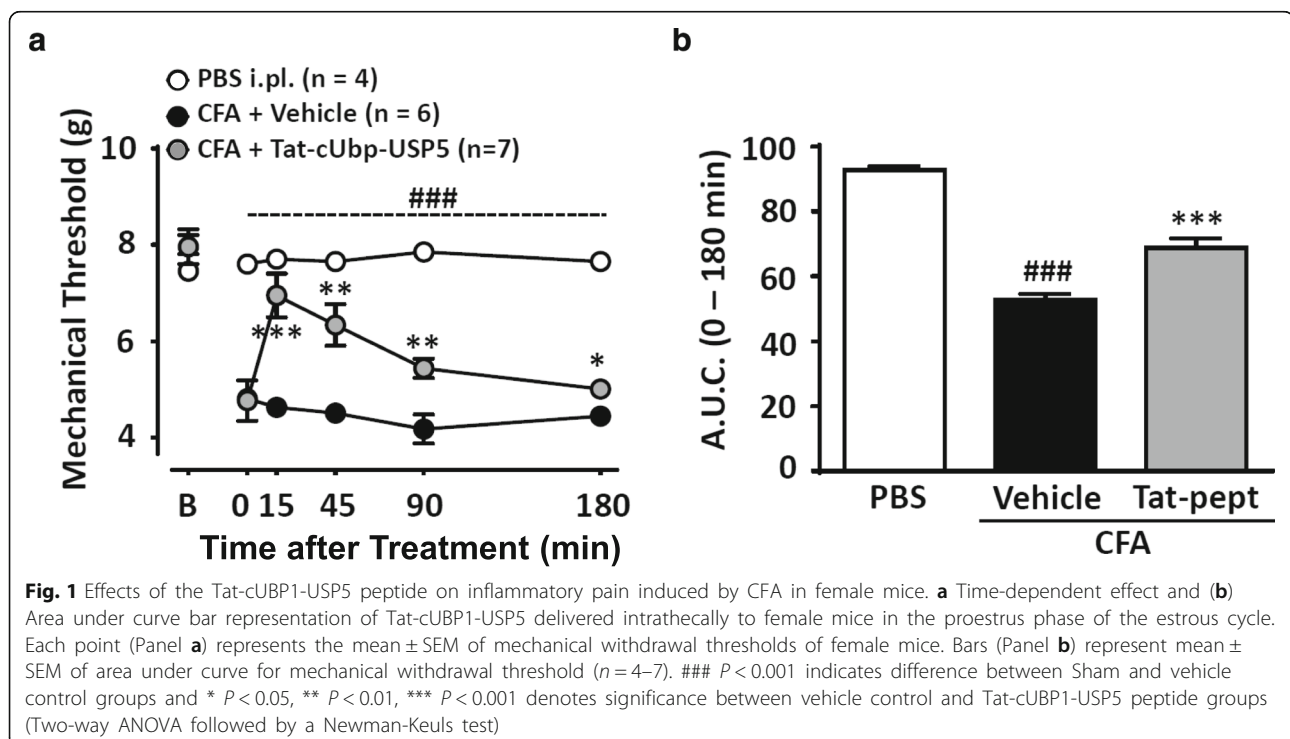 a
PBS i.pl. (n = 4)
CFA + Vehicle (n = 6)
CFA + Tat-cUbp-USP5 (n=7)
Mechanical Threshold (g)
10
8
6
4
###
***
**
**
*
B 0 15 45 90 180
Time after Treatment (min)
b
A.U.C. (0 – 180 min)
100
80
60
40
20
0
###
***
PBS Vehicle Tat-pept
CFA
Fig. 1 Effects of the Tat-cUBP1-USP5 peptide on inflammatory pain induced by CFA in female mice. a Time-dependent effect and (b)
Area under curve bar representation of Tat-cUBP1-USP5 delivered intrathecally to female mice in the proestrus phase of the estrous cycle.
Each point (Panel a) represents the mean ± SEM of mechanical withdrawal thresholds of female mice. Bars (Panel b) represent mean ±
SEM of area under curve for mechanical withdrawal threshold (n = 4–7). ### P < 0.001 indicates difference between Sham and vehicle
control groups and * P < 0.05, ** P < 0.01, *** P < 0.001 denotes significance between vehicle control and Tat-cUBP1-USP5 peptide groups
(Two-way ANOVA followed by a Newman-Keuls test)